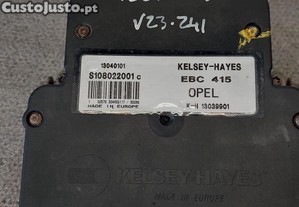 V23.241
13040101
KELSEY-HAYES
S108022001 c
EBC 415
OPEL
K-H 13039901
MADE IN EUROPE
KELSEY-HAYES
MADE IN EUROPE
CustoJusto